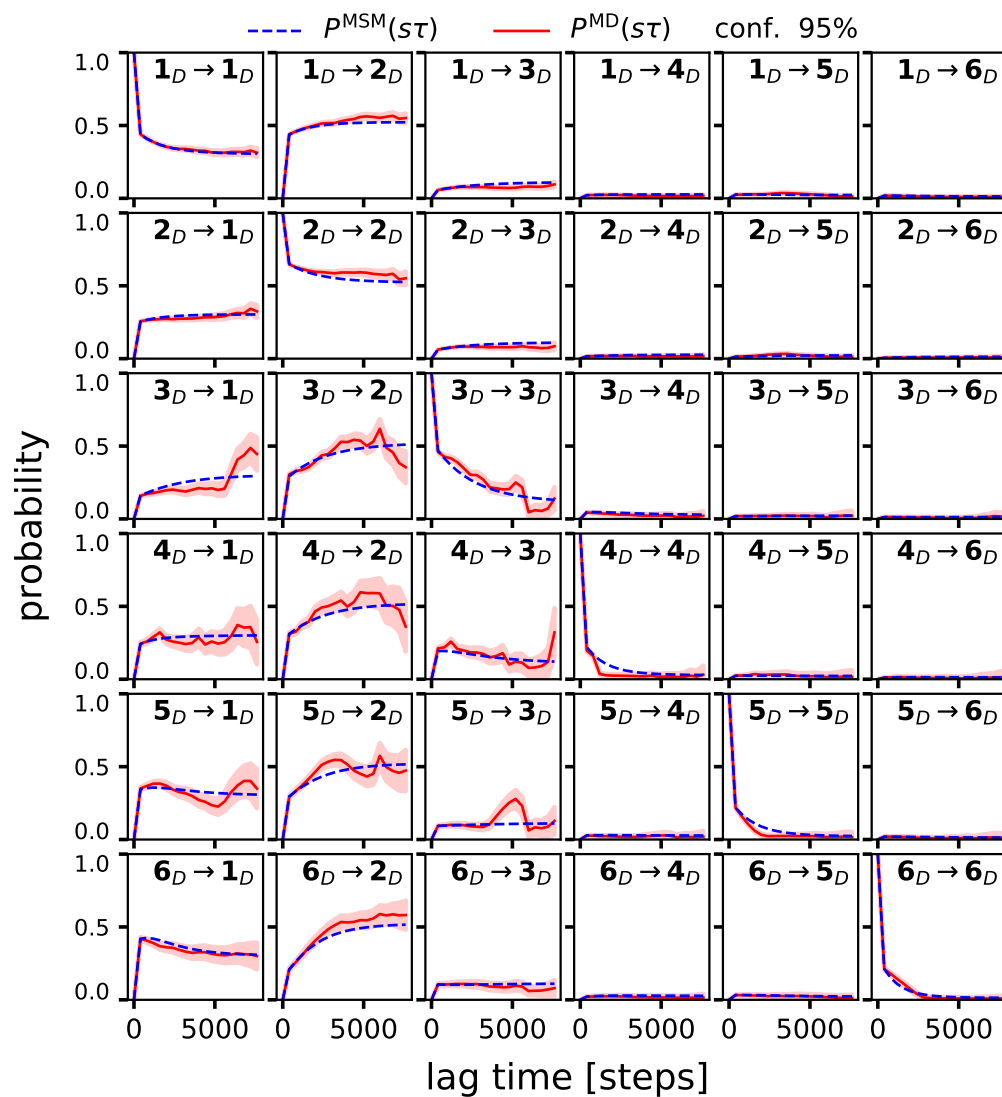 P^MSM(sτ) P^MD(sτ) conf. 95%
1_D → 1_D 1_D → 2_D 1_D → 3_D 1_D → 4_D 1_D → 5_D 1_D → 6_D
1.0
0.5
0.0
2_D → 1_D 2_D → 2_D 2_D → 3_D 2_D → 4_D 2_D → 5_D 2_D → 6_D
1.0
0.5
0.0
3_D → 1_D 3_D → 2_D 3_D → 3_D 3_D → 4_D 3_D → 5_D 3_D → 6_D
1.0
0.5
0.0
4_D → 1_D 4_D → 2_D 4_D → 3_D 4_D → 4_D 4_D → 5_D 4_D → 6_D
1.0
0.5
0.0
5_D → 1_D 5_D → 2_D 5_D → 3_D 5_D → 4_D 5_D → 5_D 5_D → 6_D
1.0
0.5
0.0
6_D → 1_D 6_D → 2_D 6_D → 3_D 6_D → 4_D 6_D → 5_D 6_D → 6_D
1.0
0.5
0.0
0 5000 0 5000 0 5000 0 5000 0 5000 0 5000
lag time [steps]
probability